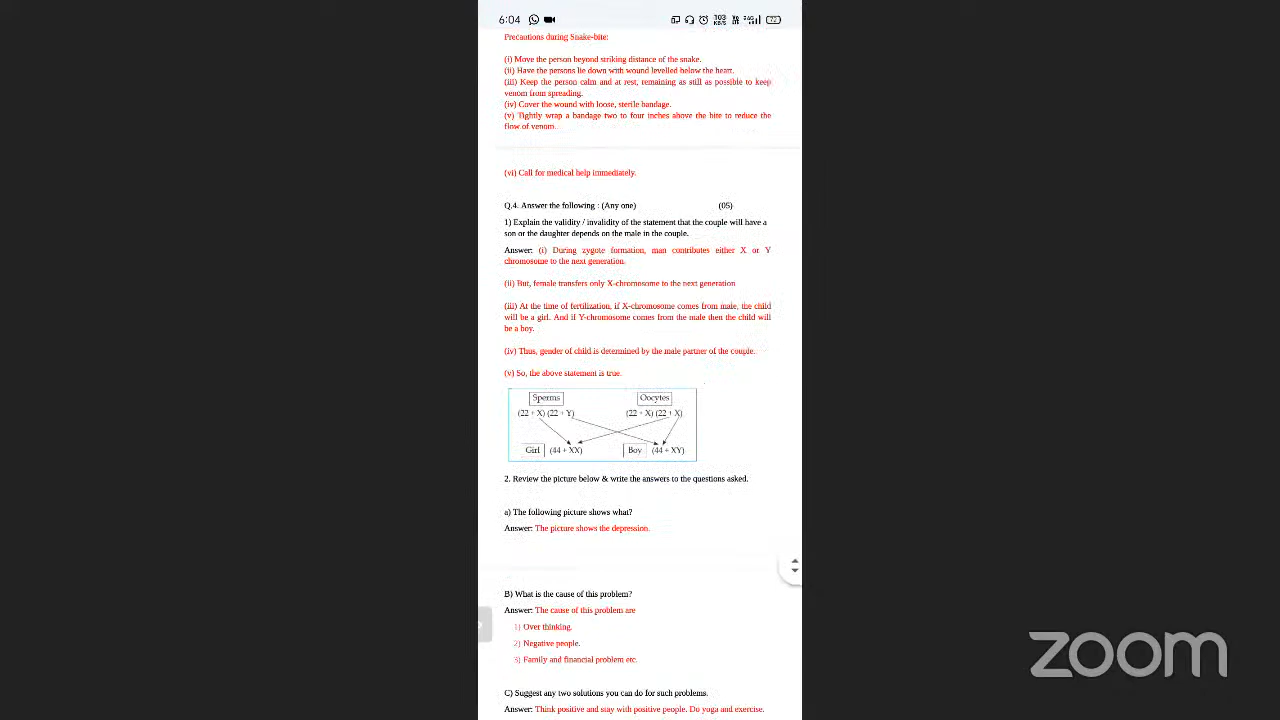 6:04
103
KB/S
Vo
LTE
24G
72
Precautions during Snake-bite:
(i) Move the person beyond striking distance of the snake.
(ii) Have the persons lie down with wound levelled below the heart.
(iii) Keep the person calm and at rest, remaining as still as possible to keep
venom from spreading.
(iv) Cover the wound with loose, sterile bandage.
(v) Tightly wrap a bandage two to four inches above the bite to reduce the
flow of venom.
(vi) Call for medical help immediately.
Q.4. Answer the following : (Any one) (05)
1) Explain the validity / invalidity of the statement that the couple will have a
son or the daughter depends on the male in the couple.
Answer: (i) During zygote formation, man contributes either X or Y
chromosome to the next generation.
(ii) But, female transfers only X-chromosome to the next generation
(iii) At the time of fertilization, if X-chromosome comes from male, the child
will be a girl. And if Y-chromosome comes from the male then the child will
be a boy.
(iv) Thus, gender of child is determined by the male partner of the couple.
(v) So, the above statement is true.
Sperms Oocytes
(22 + X) (22 + Y) (22 + X) (22 + X)
Girl (44 + XX) Boy (44 + XY)
2. Review the picture below & write the answers to the questions asked.
a) The following picture shows what?
Answer: The picture shows the depression.
B) What is the cause of this problem?
Answer: The cause of this problem are
1) Over thinking.
2) Negative people.
3) Family and financial problem etc.
C) Suggest any two solutions you can do for such problems.
Answer: Think positive and stay with positive people. Do yoga and exercise.
zoom